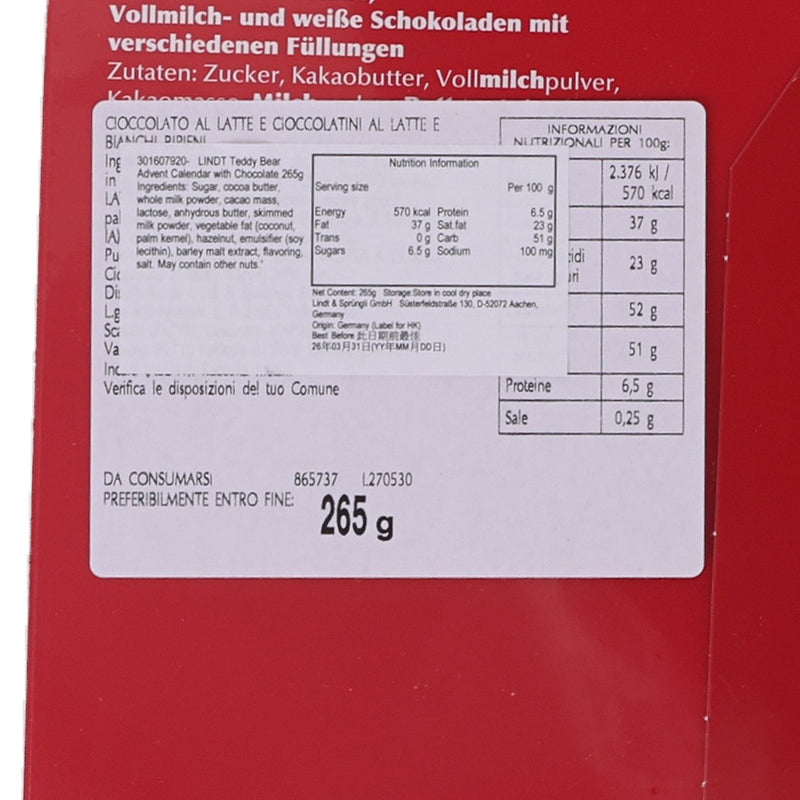 Vollmilch- und weiße Schokoladen mit
verschiedenen Füllungen
Zutaten: Zucker, Kakaobutter, Vollmilchpulver,
CIOCCOLATO AL LATTE E CIOCCOLATINI AL LATTE E
BIANCHI RIPIENI
INFORMAZIONI
NUTRIZIONALI PER 100g:
2.376 kJ /
570 kcal
37 g
23 g
52 g
51 g
Proteine 6,5 g
Sale 0,25 g
301607920- LINDT Teddy Bear
Advent Calendar with Chocolate 265g
Ingredients: Sugar, cocoa butter,
whole milk powder, cacao mass,
lactose, anhydrous butter, skimmed
milk powder, vegetable fat (coconut,
palm kernel), hazelnut, emulsifier (soy
lecithin), barley malt extract, flavoring,
salt. May contain other nuts.
Nutrition Information
Serving size Per 100 g
Energy 570 kcal Protein 6.5 g
Fat 37 g Sat.fat 23 g
Trans 0 g Carb 51 g
Sugars 6.5 g Sodium 100 mg
Net Content: 265g Storage:Store in cool dry place
Lindt & Sprüngli GmbH Süsterfeldstraße 130, D-52072 Aachen,
Germany
Origin: Germany (Label for HK)
Best Before 此日期前最佳
26年03月31日(YY年MM月DD日)
Verifica le disposizioni del tuo Comune
DA CONSUMARSI 865737 L270530
PREFERIBILMENTE ENTRO FINE:
265 g